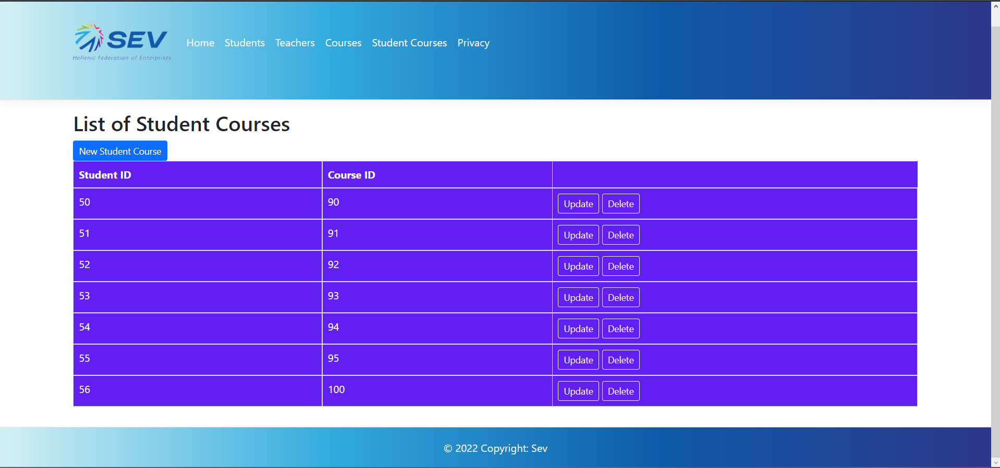 SEV
Hellenic Federation of Enterprises
Home Students Teachers Courses Student Courses Privacy
List of Student Courses
New Student Course
Student ID Course ID
50 90 Update Delete
51 91 Update Delete
52 92 Update Delete
53 93 Update Delete
54 94 Update Delete
55 95 Update Delete
56 100 Update Delete
© 2022 Copyright: Sev